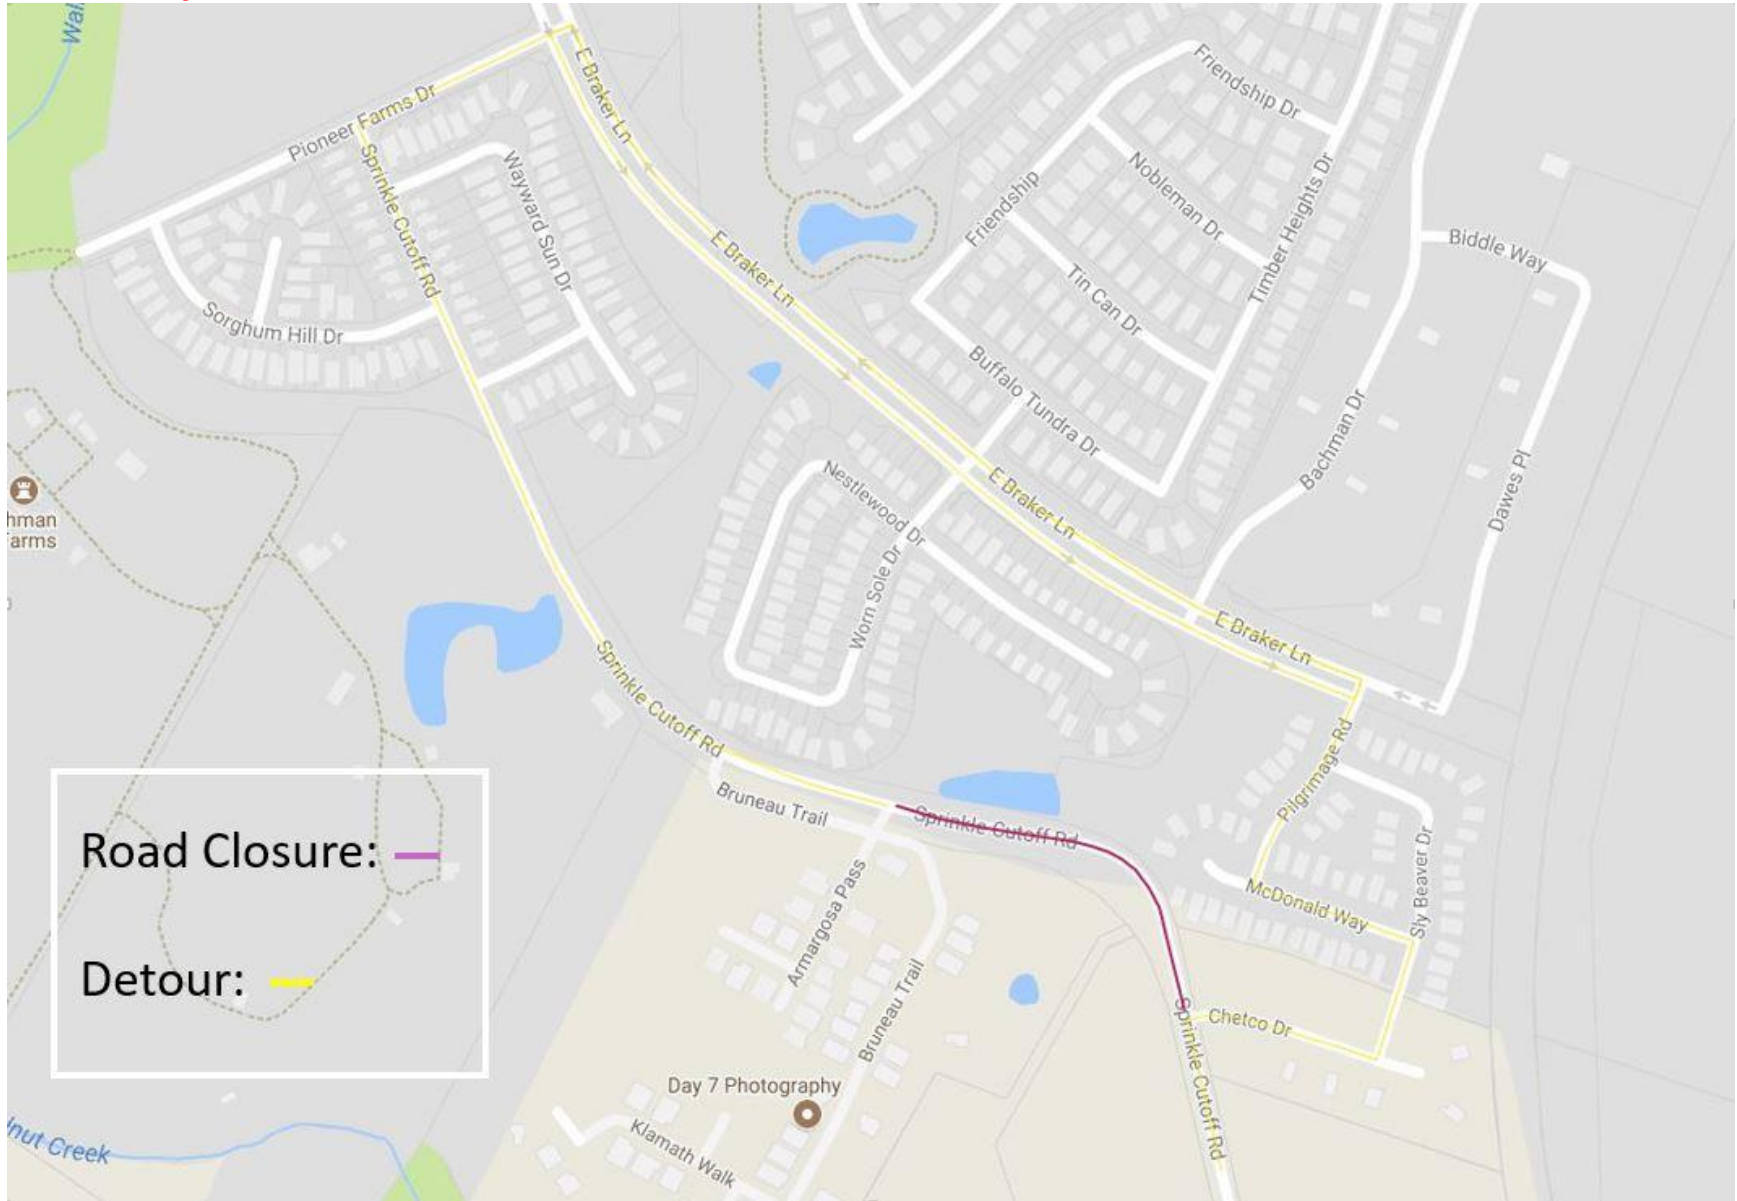 E Braker Ln
Pioneer Farms Dr
Sprinkle Cutoff Rd
Wayward Sun Dr
Sorghum Hill Dr
E Braker Ln
Friendship Dr
Nobleman Dr
Friendship
Timber Heights Dr
Tin Can Dr
Buffalo Tundra Dr
Biddle Way
Bachman Dr
Dawes Pl
Nestlewood Dr
E Braker Ln
Worn Sole Dr
E Braker Ln
Sprinkle Cutoff Rd
Pilgrimage Rd
Bruneau Trail
Sprinkle Cutoff Rd
Sly Beaver Dr
McDonald Way
Armargosa Pass
Bruneau Trail
Chetco Dr
Sprinkle Cutoff Rd
Road Closure:
Detour:
Day 7 Photography
Klamath Walk
Creek